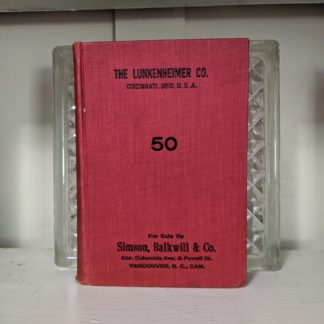 THE LUNKENHEIMER CO.
CINCINNATI, OHIO, U. S. A.
50
For Sale By
Simson, Balkwill & Co.
Cor. Columbia Ave. & Powell St.
VANCOUVER, B. C., CAN.